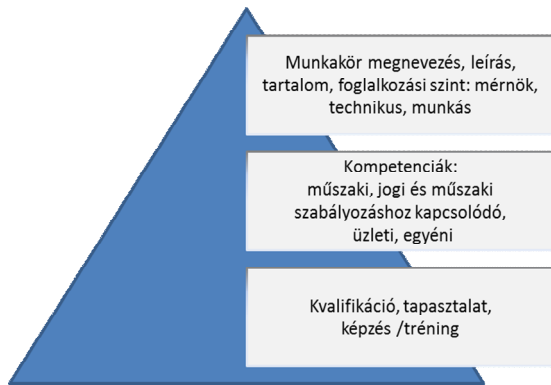 Munkakör megnevezés, leírás,
tartalom, foglalkozási szint: mérnök,
technikus, munkás
Kompetenciák:
műszaki, jogi és műszaki
szabályozáshoz kapcsolódó,
üzleti, egyéni
Kvalifikáció, tapasztalat,
képzés /tréning